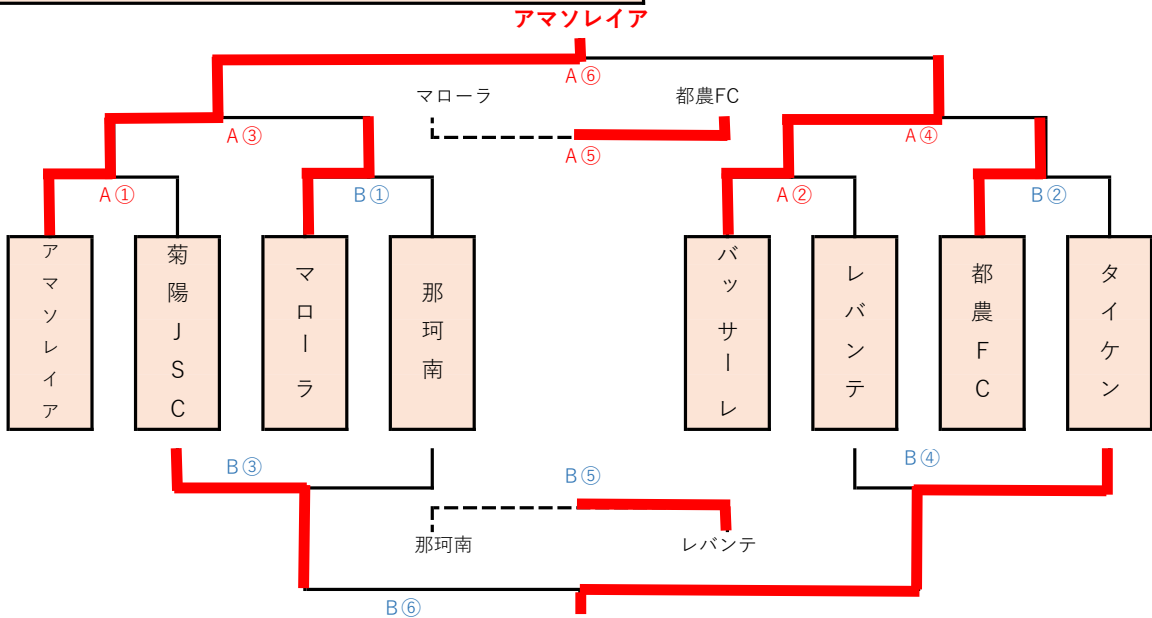 アマソレイア
A⑥
マローラ
都農FC
A③
A⑤
A④
A①
B①
A②
B②
アマソレイア
菊陽JSC
マローラ
那珂南
バッサーレ
レバンテ
都農FC
タイケン
B③
B⑤
B④
那珂南
レバンテ
B⑥